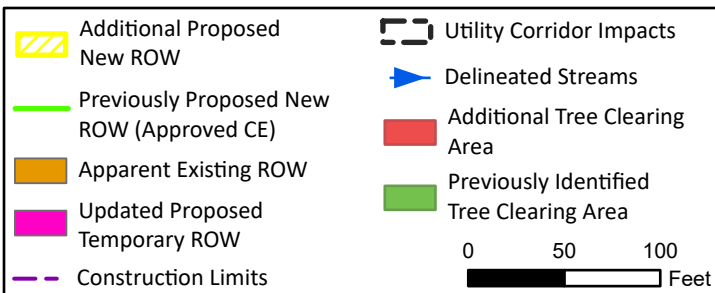 Additional Proposed
New ROW
Previously Proposed New
ROW (Approved CE)
Apparent Existing ROW
Updated Proposed
Temporary ROW
Construction Limits
Utility Corridor Impacts
Delineated Streams
Additional Tree Clearing
Area
Previously Identified
Tree Clearing Area
0 50 100
Feet